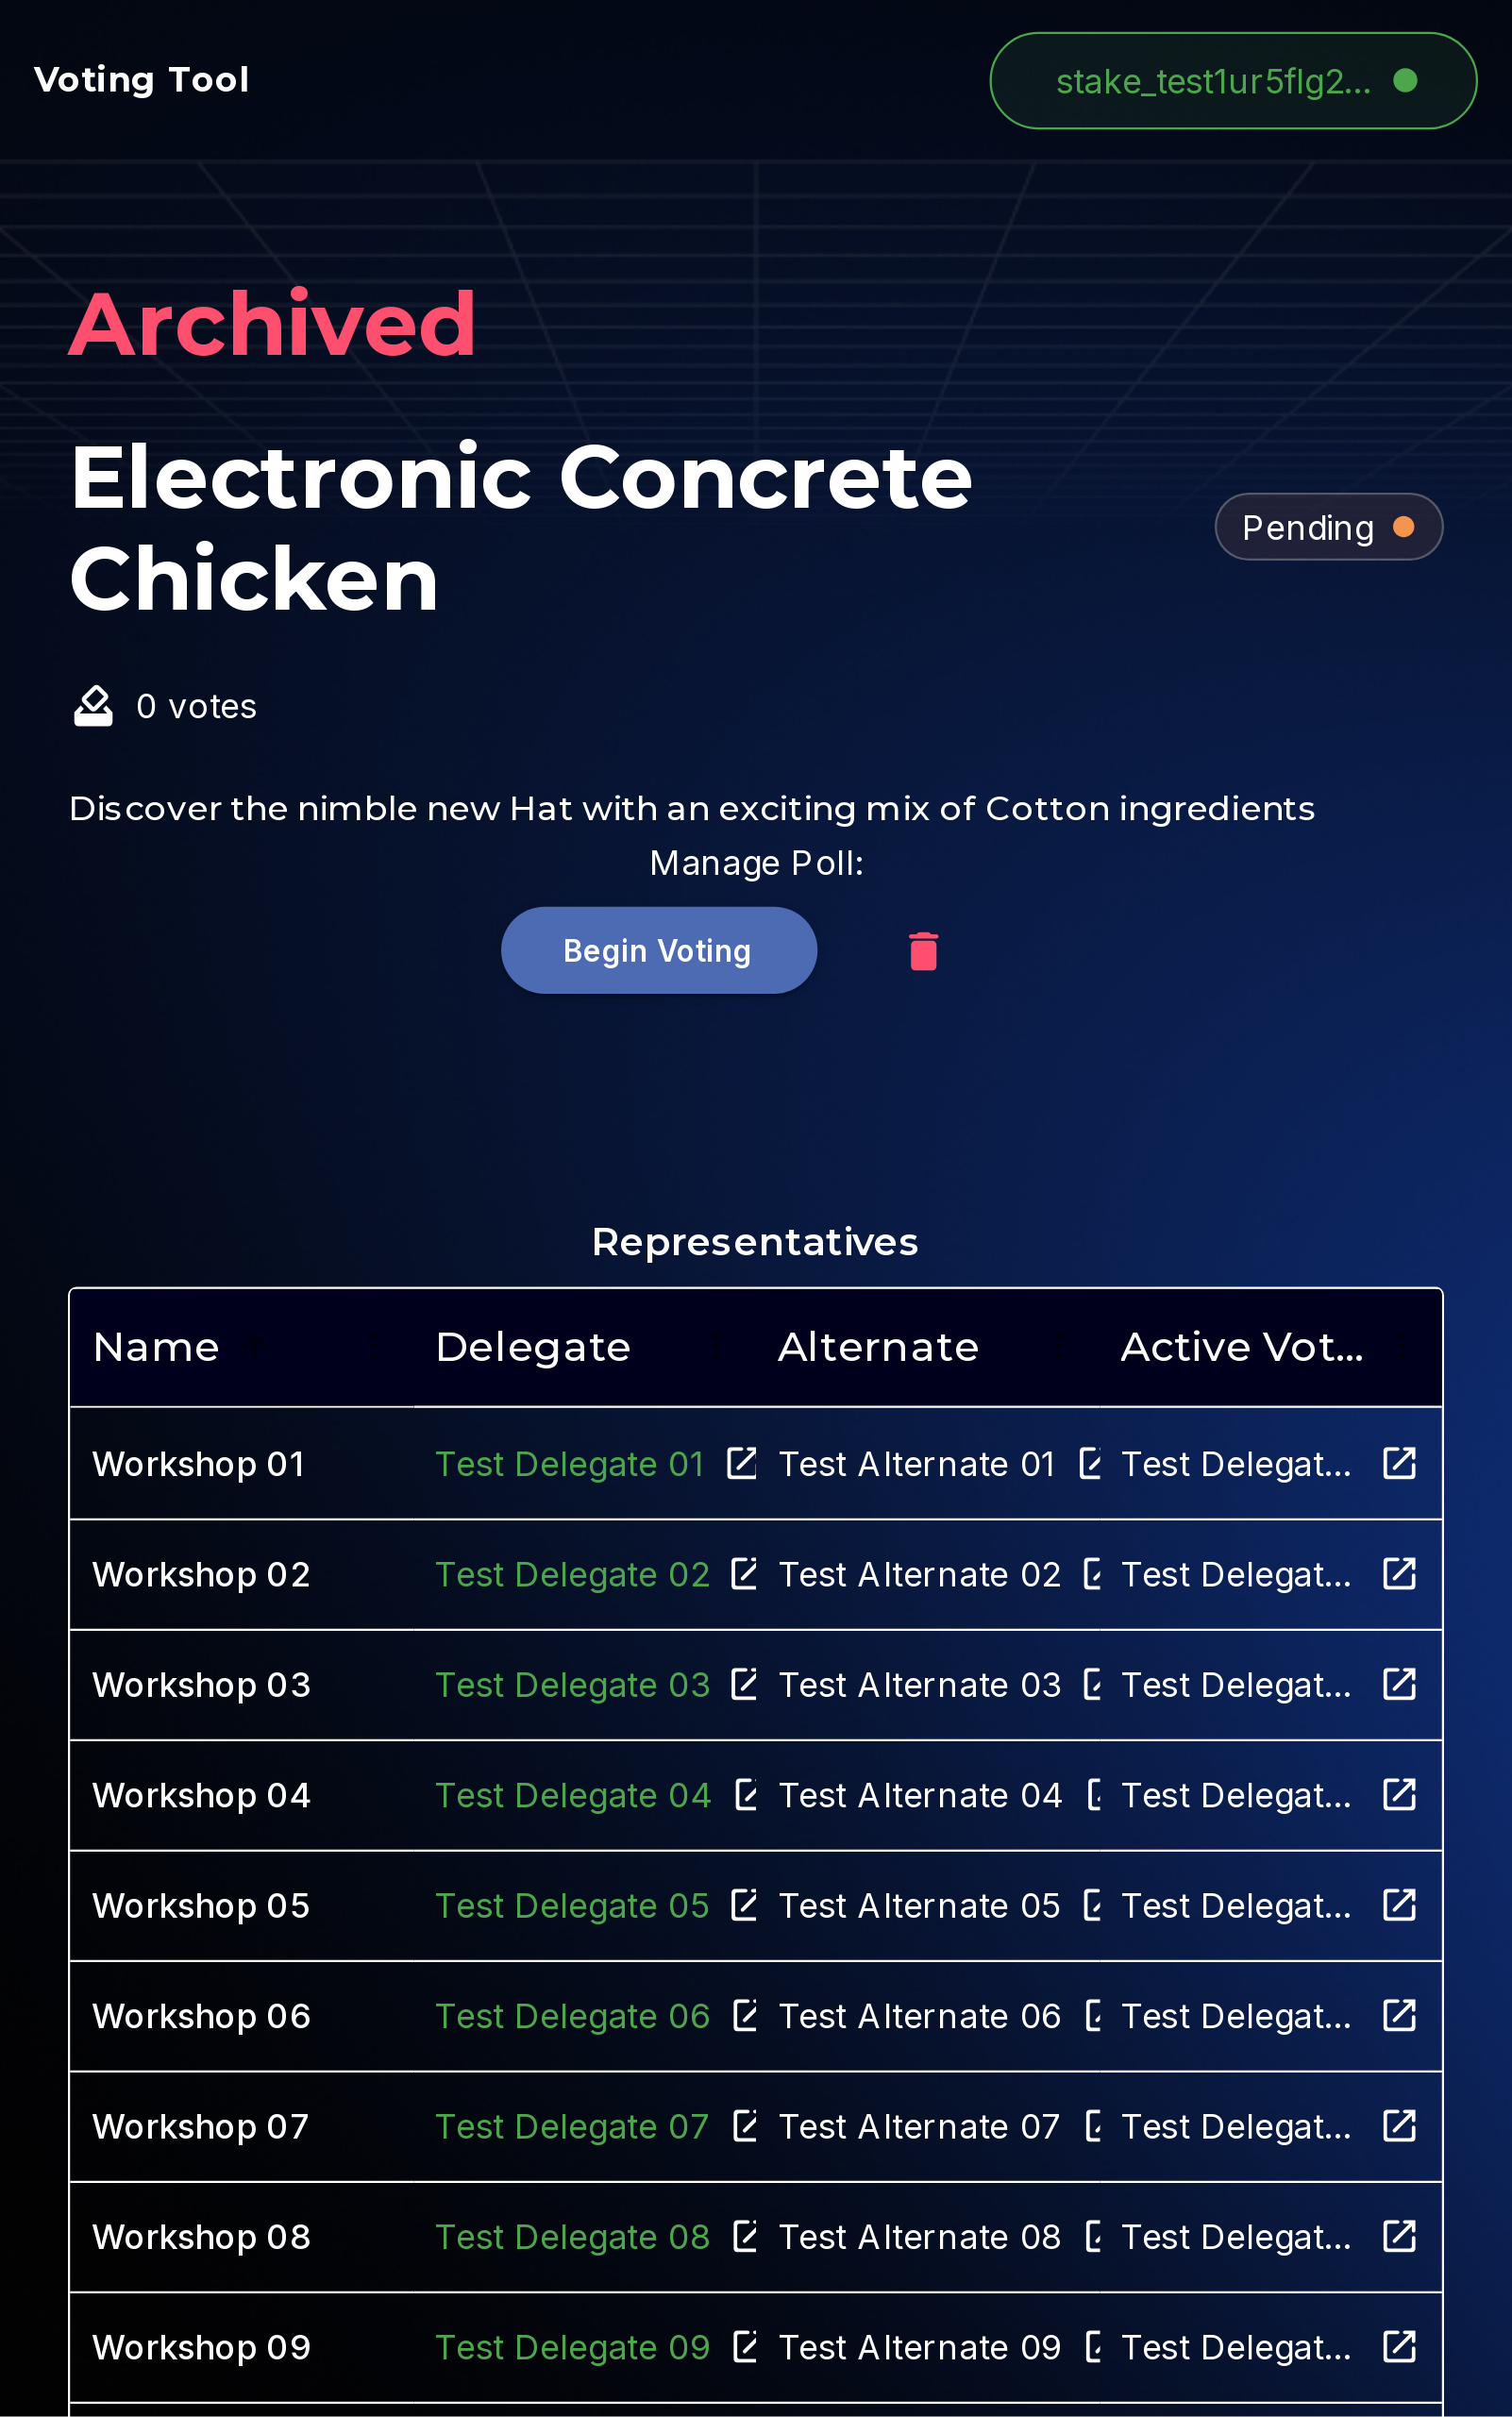 Voting Tool
stake_test1ur5flg2...
Archived
Electronic Concrete
Chicken
Pending
0 votes
Discover the nimble new Hat with an exciting mix of Cotton ingredients
Manage Poll:
Begin Voting
Representatives
Name Delegate Alternate Active Vot...
Workshop 01 Test Delegate 01 Test Alternate 01 Test Delegat...
Workshop 02 Test Delegate 02 Test Alternate 02 Test Delegat...
Workshop 03 Test Delegate 03 Test Alternate 03 Test Delegat...
Workshop 04 Test Delegate 04 Test Alternate 04 Test Delegat...
Workshop 05 Test Delegate 05 Test Alternate 05 Test Delegat...
Workshop 06 Test Delegate 06 Test Alternate 06 Test Delegat...
Workshop 07 Test Delegate 07 Test Alternate 07 Test Delegat...
Workshop 08 Test Delegate 08 Test Alternate 08 Test Delegat...
Workshop 09 Test Delegate 09 Test Alternate 09 Test Delegat...